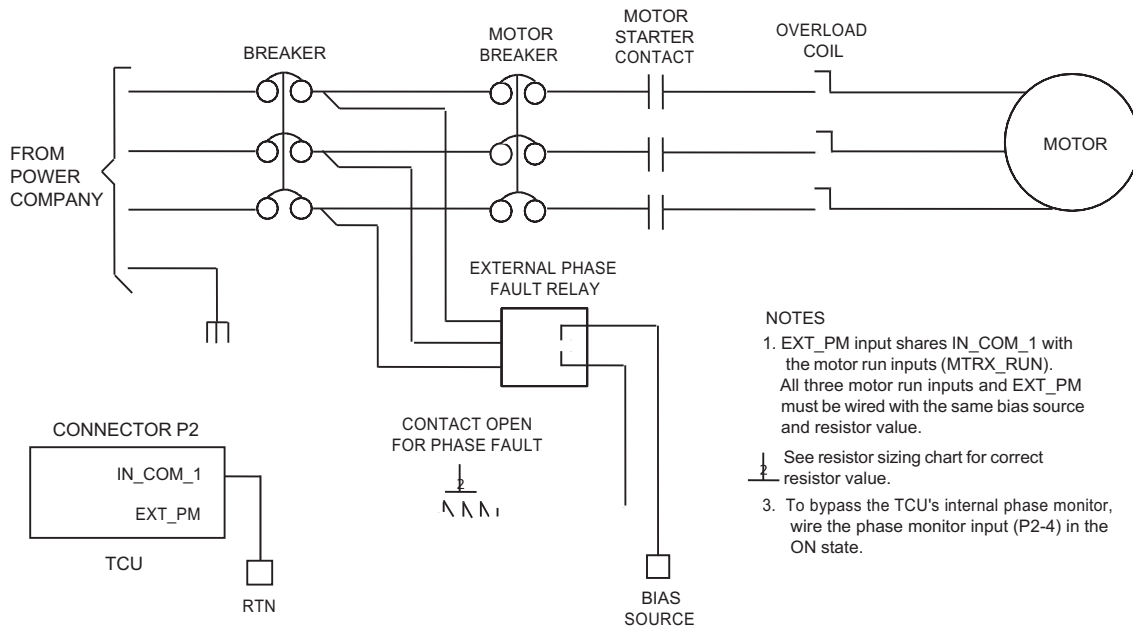 MOTOR
STARTER
CONTACT
OVERLOAD
COIL
MOTOR
BREAKER
BREAKER
FROM
POWER
COMPANY
MOTOR
EXTERNAL PHASE
FAULT RELAY
NOTES
1. EXT_PM input shares IN_COM_1 with
the motor run inputs (MTRX_RUN).
All three motor run inputs and EXT_PM
must be wired with the same bias source
and resistor value.
2 See resistor sizing chart for correct
resistor value.
3. To bypass the TCU's internal phase monitor,
wire the phase monitor input (P2-4) in the
ON state.
CONTACT OPEN
FOR PHASE FAULT
2
CONNECTOR P2
IN_COM_1
EXT_PM
TCU
RTN
BIAS
SOURCE